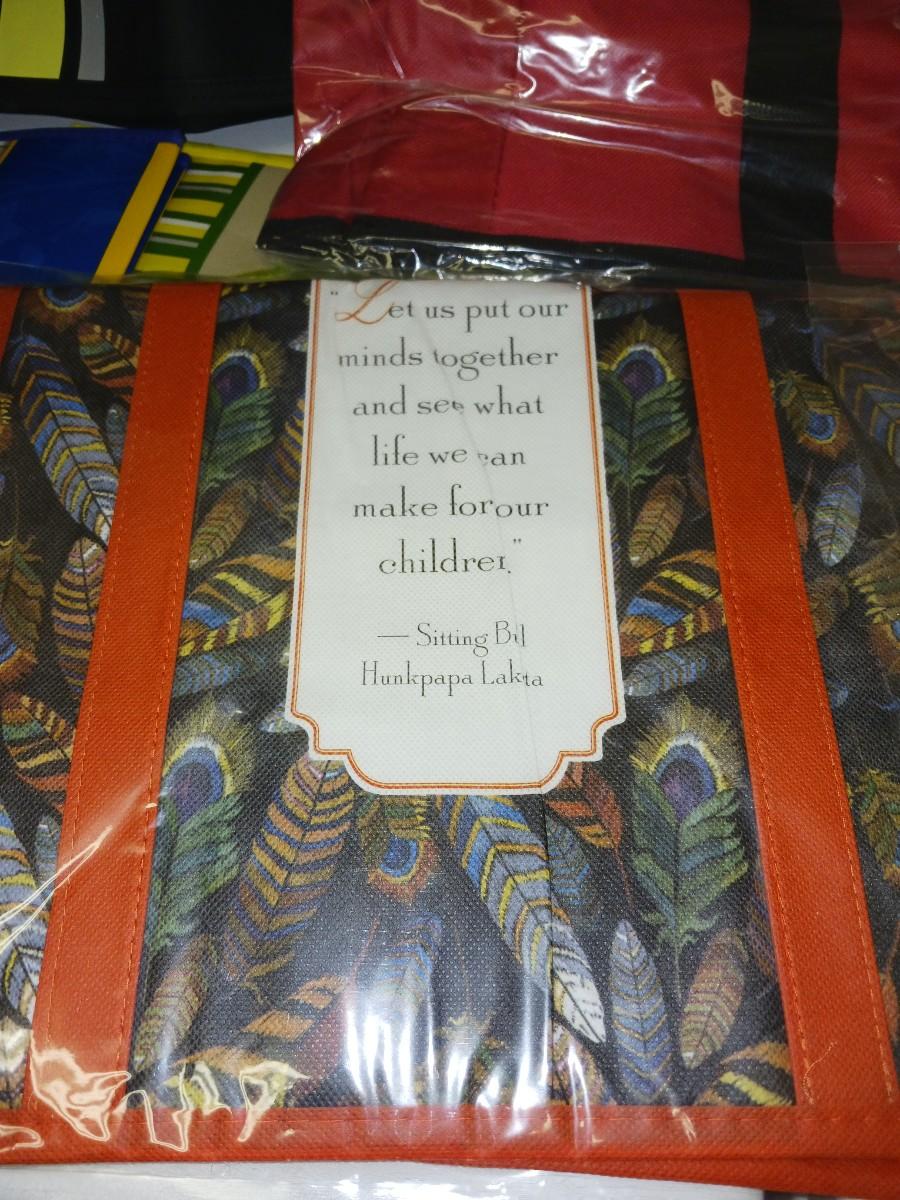 "Let us put our
minds together
and see what
life we can
make for our
children."
— Sitting Bull
Hunkpapa Lakota